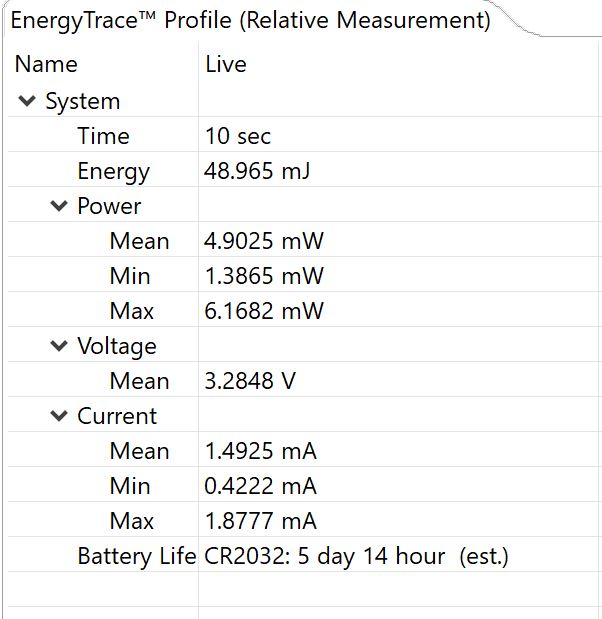 EnergyTrace™ Profile (Relative Measurement)
Name Live
System
Time 10 sec
Energy 48.965 mJ
Power
Mean 4.9025 mW
Min 1.3865 mW
Max 6.1682 mW
Voltage
Mean 3.2848 V
Current
Mean 1.4925 mA
Min 0.4222 mA
Max 1.8777 mA
Battery Life CR2032: 5 day 14 hour (est.)